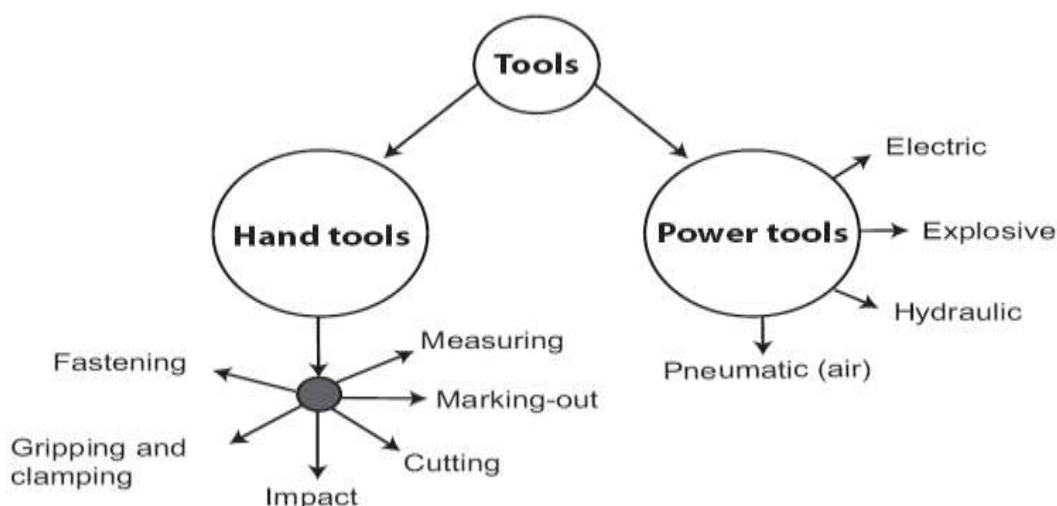 Tools
Hand tools
Power tools
Electric
Explosive
Hydraulic
Pneumatic (air)
Measuring
Marking-out
Cutting
Impact
Gripping and
clamping
Fastening